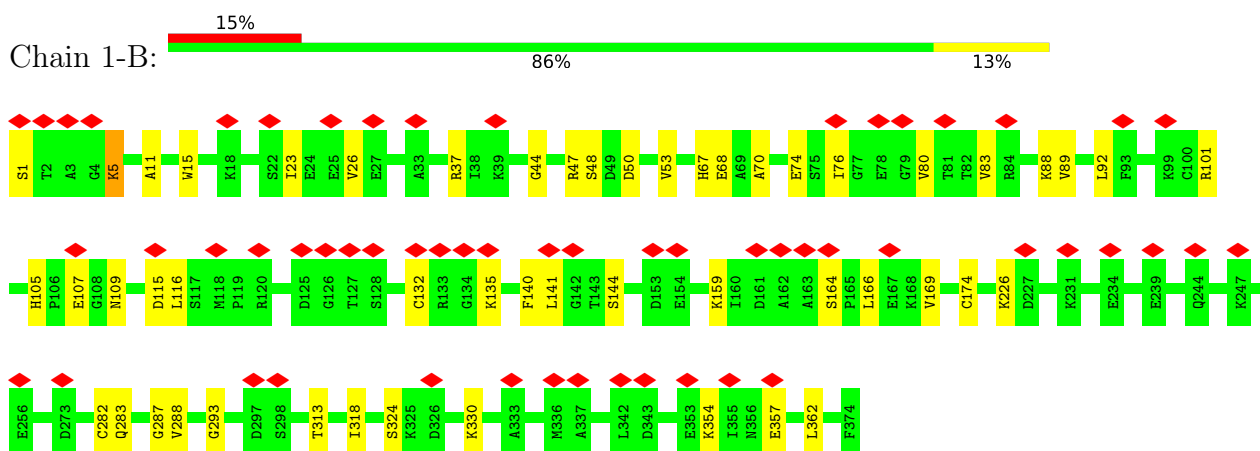 15%
Chain 1-B:
86% 13%
S1 T2 A3 G4 K5 A11 W15 K18 S22 I23 E24 E25 V26 E27 A33 R37 I38 K39 G44 R47 S48 D49 D50 V53 H67 E68 A69 A70 E74 S75 I76 G77 E78 G79 V80 T81 T82 V83 R84 K88 V89 L92 F93 K99 C100 R101
H105 P106 E107 G108 N109 D115 L116 S117 M118 P119 R120 D125 G126 T127 S128 C132 R133 G134 K135 F140 L141 G142 T143 S144 D153 E154 K159 I160 D161 A162 A163 S164 P165 L166 E167 K168 V169 C174 K226 D227 K231 E234 E239 Q244 K247
E256 D273 C282 Q283 G287 V288 G293 D297 S298 T313 I318 S324 K325 D326 K330 A333 M336 A337 L342 D343 E353 K354 I355 N356 E357 L362 F374